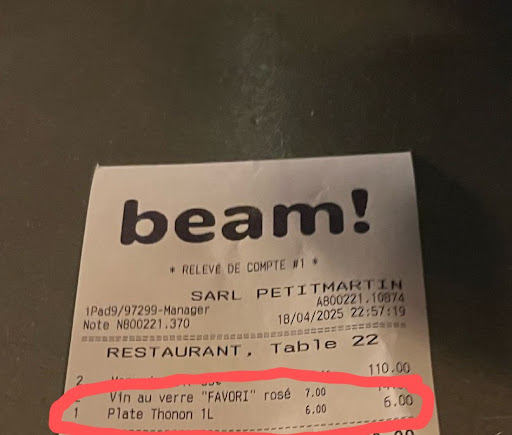 beam!
* RELEVÉ DE COMPTE #1 *
SARL PETITMARTIN
A800221.10874
1Pad9/97299-Manager
18/04/2025 22:57:19
Note N800221.370
RESTAURANT, Table 22
2 110.00
2 Vin au verre "FAVORI" rosé 7.00
1 Plate Thonon 1L 6.00 6.00